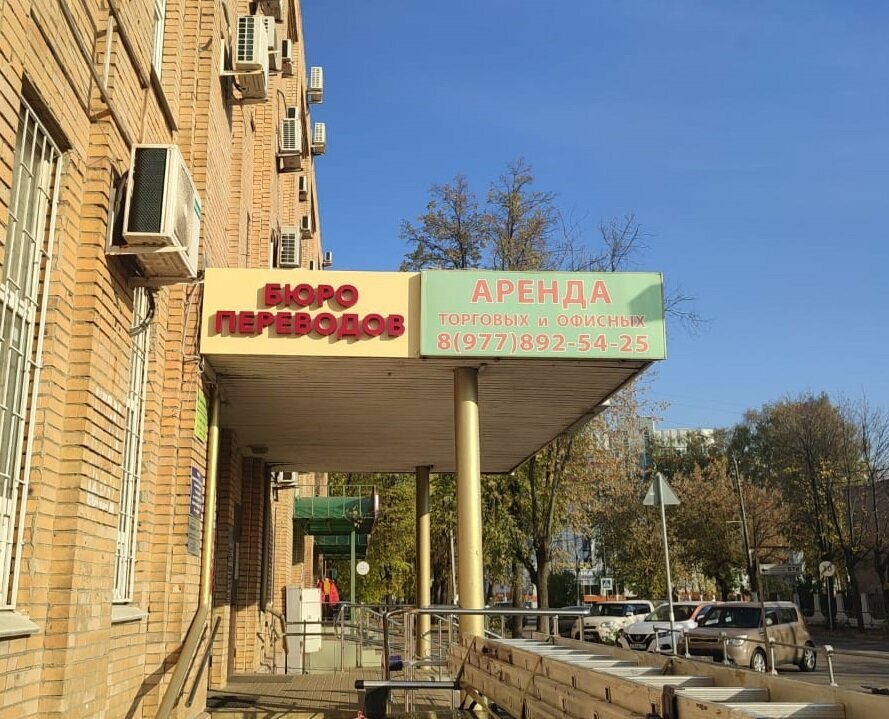 БЮРО
ПЕРЕВОДОВ
АРЕНДА
ТОРГОВЫХ и ОФИСНЫХ
8(977)892-54-25